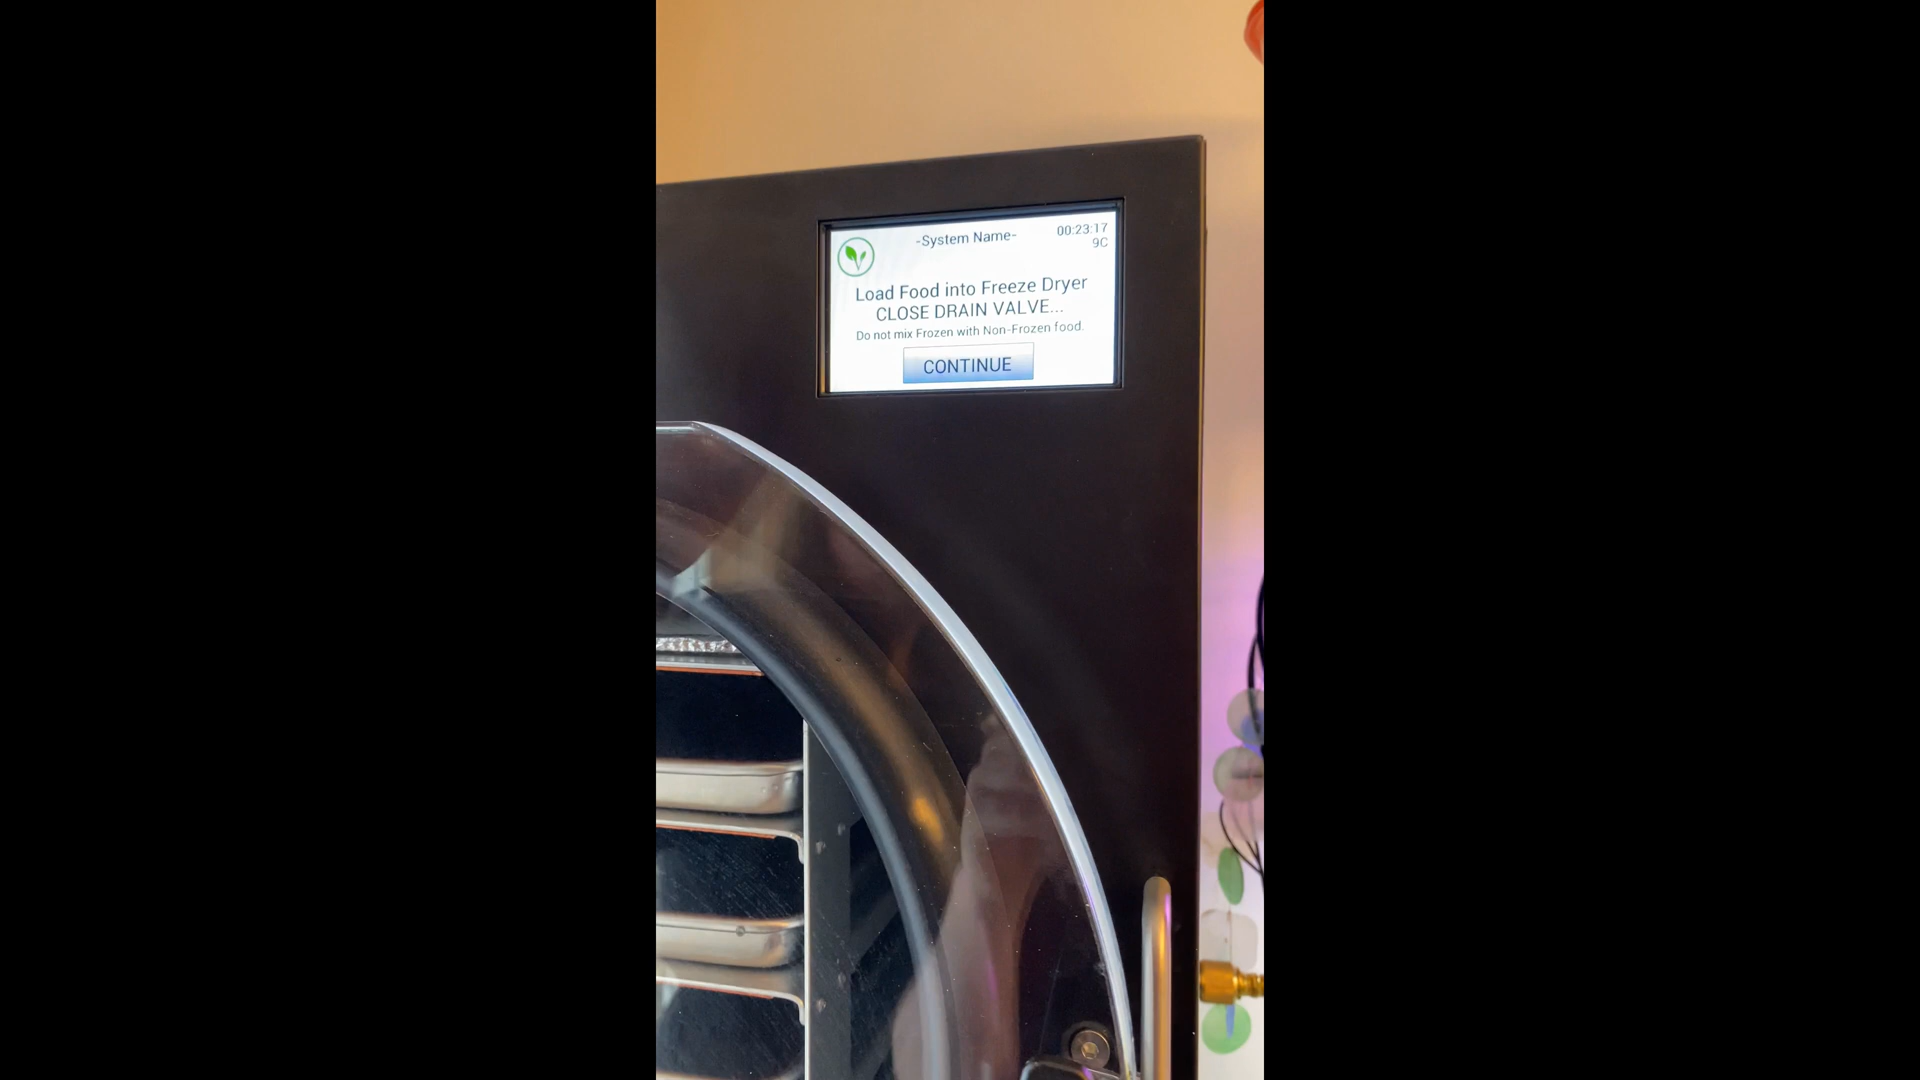 -System Name-
00:23:17
9C
Load Food into Freeze Dryer
CLOSE DRAIN VALVE...
Do not mix Frozen with Non-Frozen food.
CONTINUE